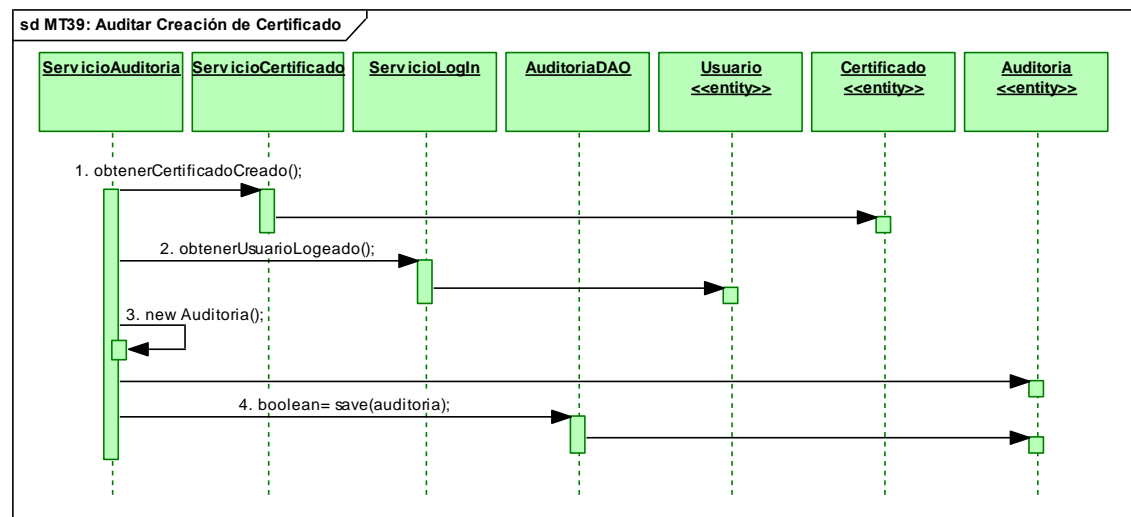 sd MT39: Auditar Creación de Certificado
ServicioAuditoria
ServicioCertificado
ServicioLogIn
AuditoriaDAO
Usuario
<<entity>>
Certificado
<<entity>>
Auditoria
<<entity>>
1. obtenerCertificadoCreado();
2. obtenerUsuarioLogeado();
3. new Auditoria();
4. boolean= save(auditoria);